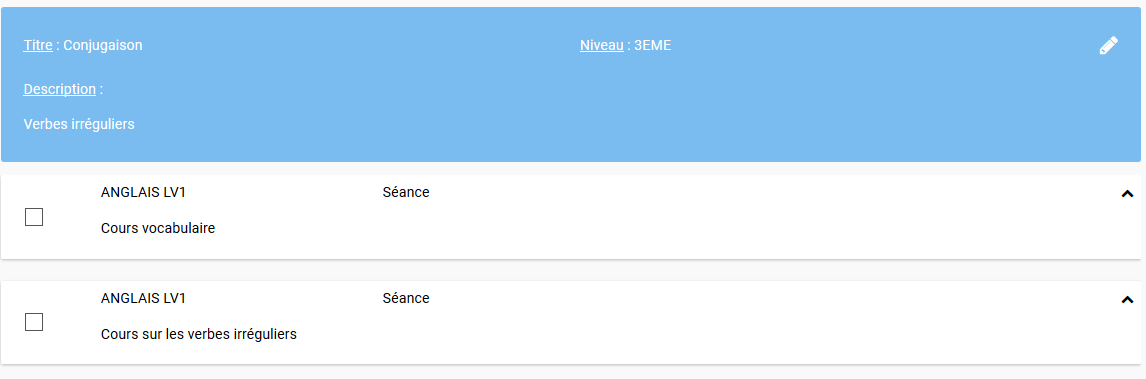 Titre : Conjugaison Niveau : 3EME
Description :
Verbes irréguliers
ANGLAIS LV1 Séance
Cours vocabulaire
ANGLAIS LV1 Séance
Cours sur les verbes irréguliers